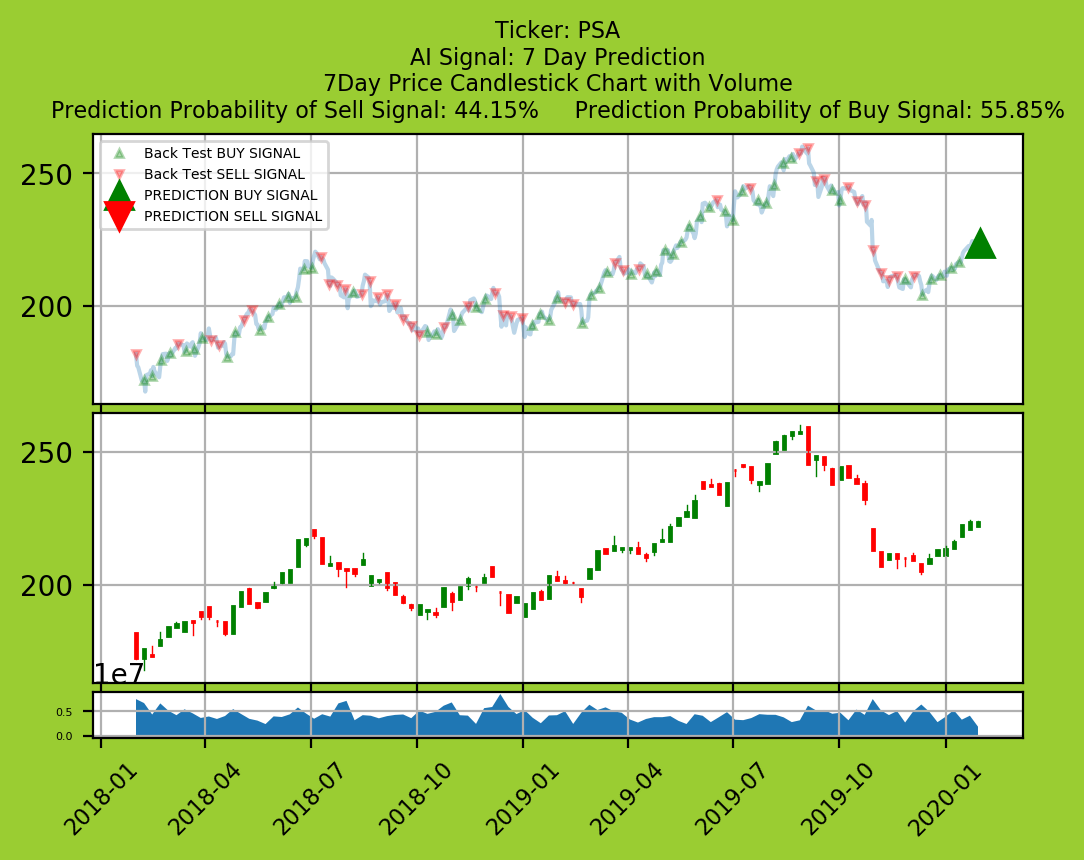 Ticker: PSA
AI Signal: 7 Day Prediction
7Day Price Candlestick Chart with Volume
Prediction Probability of Sell Signal: 44.15% Prediction Probability of Buy Signal: 55.85%
Back Test BUY SIGNAL
Back Test SELL SIGNAL
PREDICTION BUY SIGNAL
PREDICTION SELL SIGNAL
250
200
250
200
1e7
0.5
0.0
2018-01 2018-04 2018-07 2018-10 2019-01 2019-04 2019-07 2019-10 2020-01